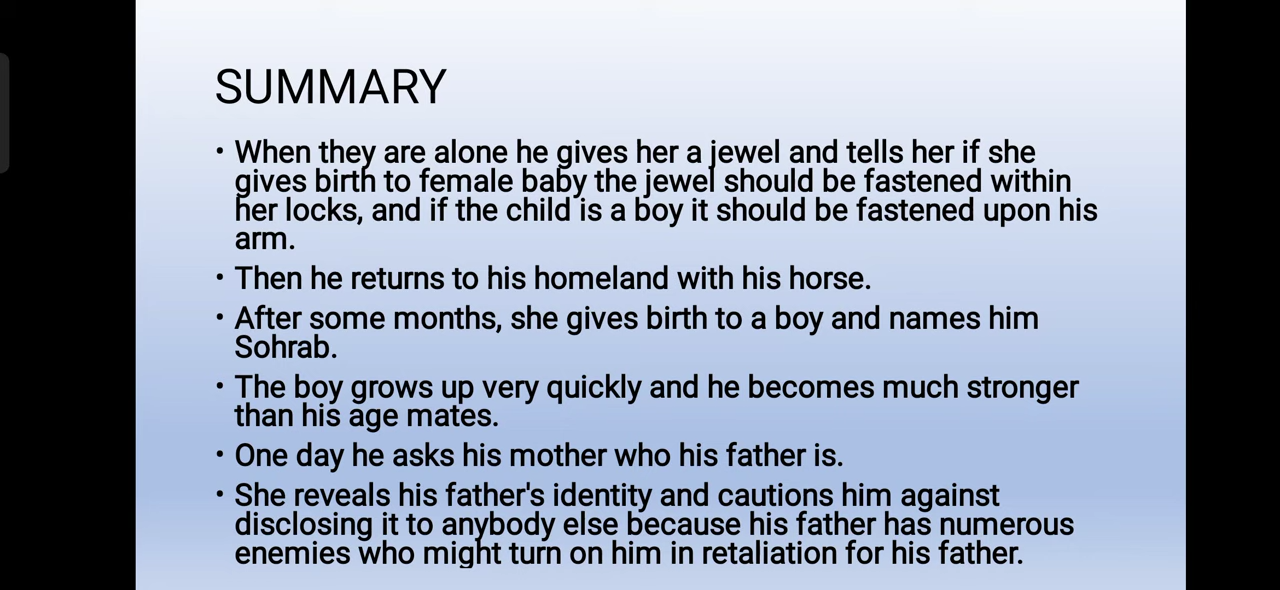 SUMMARY
• When they are alone he gives her a jewel and tells her if she
gives birth to female baby the jewel should be fastened within
her locks, and if the child is a boy it should be fastened upon his
arm.
• Then he returns to his homeland with his horse.
• After some months, she gives birth to a boy and names him
Sohrab.
• The boy grows up very quickly and he becomes much stronger
than his age mates.
• One day he asks his mother who his father is.
• She reveals his father's identity and cautions him against
disclosing it to anybody else because his father has numerous
enemies who might turn on him in retaliation for his father.